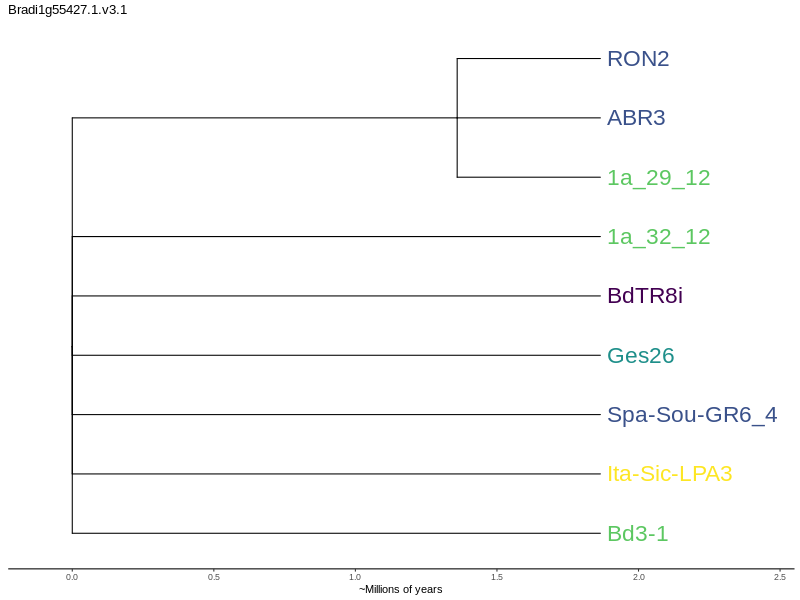 Bradi1g55427.1.v3.1
RON2
ABR3
1a_29_12
1a_32_12
BdTR8i
Ges26
Spa-Sou-GR6_4
Ita-Sic-LPA3
Bd3-1
0.0 0.5 1.0 1.5 2.0 2.5
~Millions of years